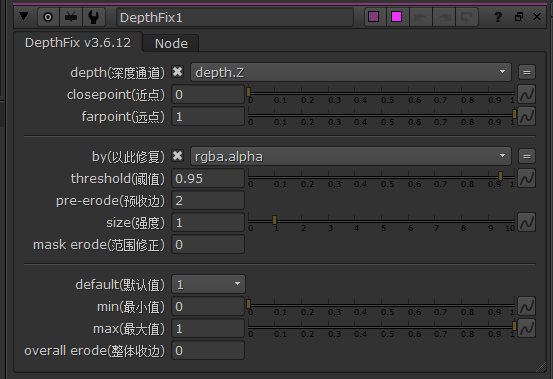 DepthFix1
?
DepthFix v3.6.12 Node
depth(深度通道) depth.Z =
closepoint(近点) 0 0 0.1 0.2 0.3 0.4 0.5 0.6 0.7 0.8 0.9 1
farpoint(远点) 1 0 0.1 0.2 0.3 0.4 0.5 0.6 0.7 0.8 0.9 1
by(以此修复) rgba.alpha =
threshold(阈值) 0.95 0 0.1 0.2 0.3 0.4 0.5 0.6 0.7 0.8 0.9 1
pre-erode(预收边) 2
size(强度) 1 0 1 2 3 4 5 6 7 8 9 10
mask erode(范围修正) 0
default(默认值) 1
min(最小值) 0 0 0.1 0.2 0.3 0.4 0.5 0.6 0.7 0.8 0.9 1
max(最大值) 1 0 0.1 0.2 0.3 0.4 0.5 0.6 0.7 0.8 0.9 1
overall erode(整体收边) 0